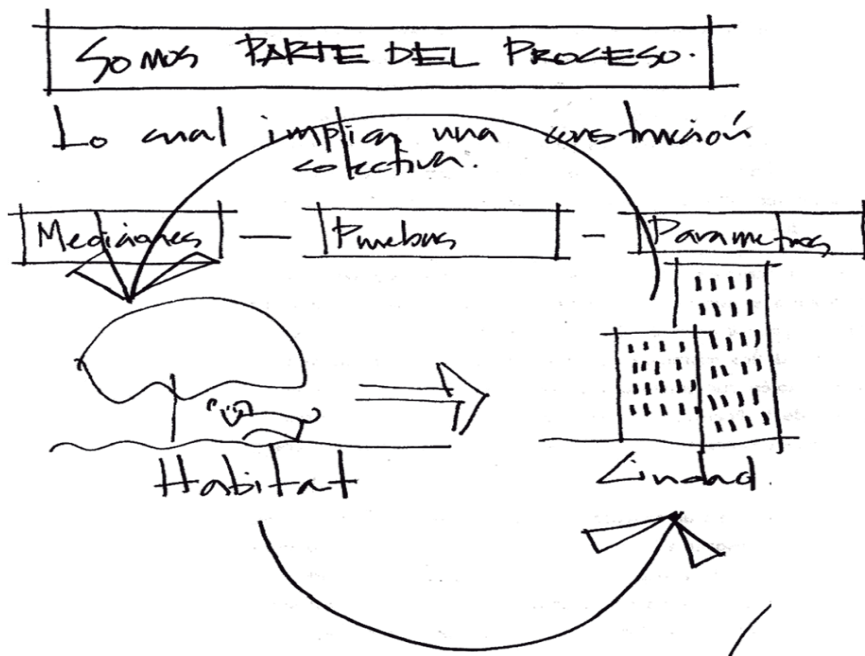 SOMOS PARTE DEL PROCESO.
Lo cual implica una construcción
colectiva.
Mediciones — Pruebas - Parametros
Habitat
Ciudad.